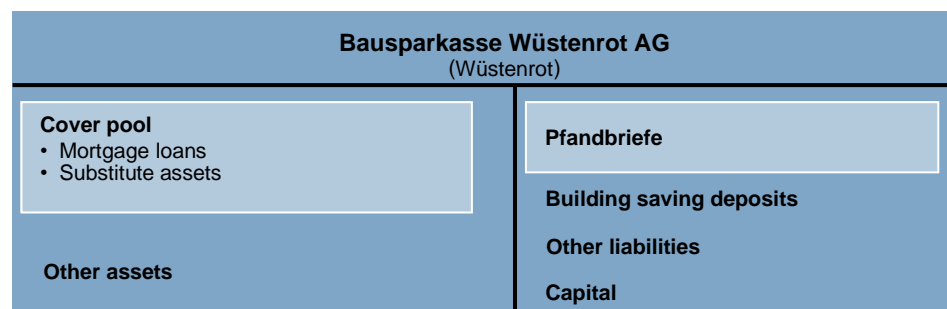 Bausparkasse Wüstenrot AG
(Wüstenrot)
Cover pool
• Mortgage loans
• Substitute assets
Other assets
Pfandbriefe
Building saving deposits
Other liabilities
Capital